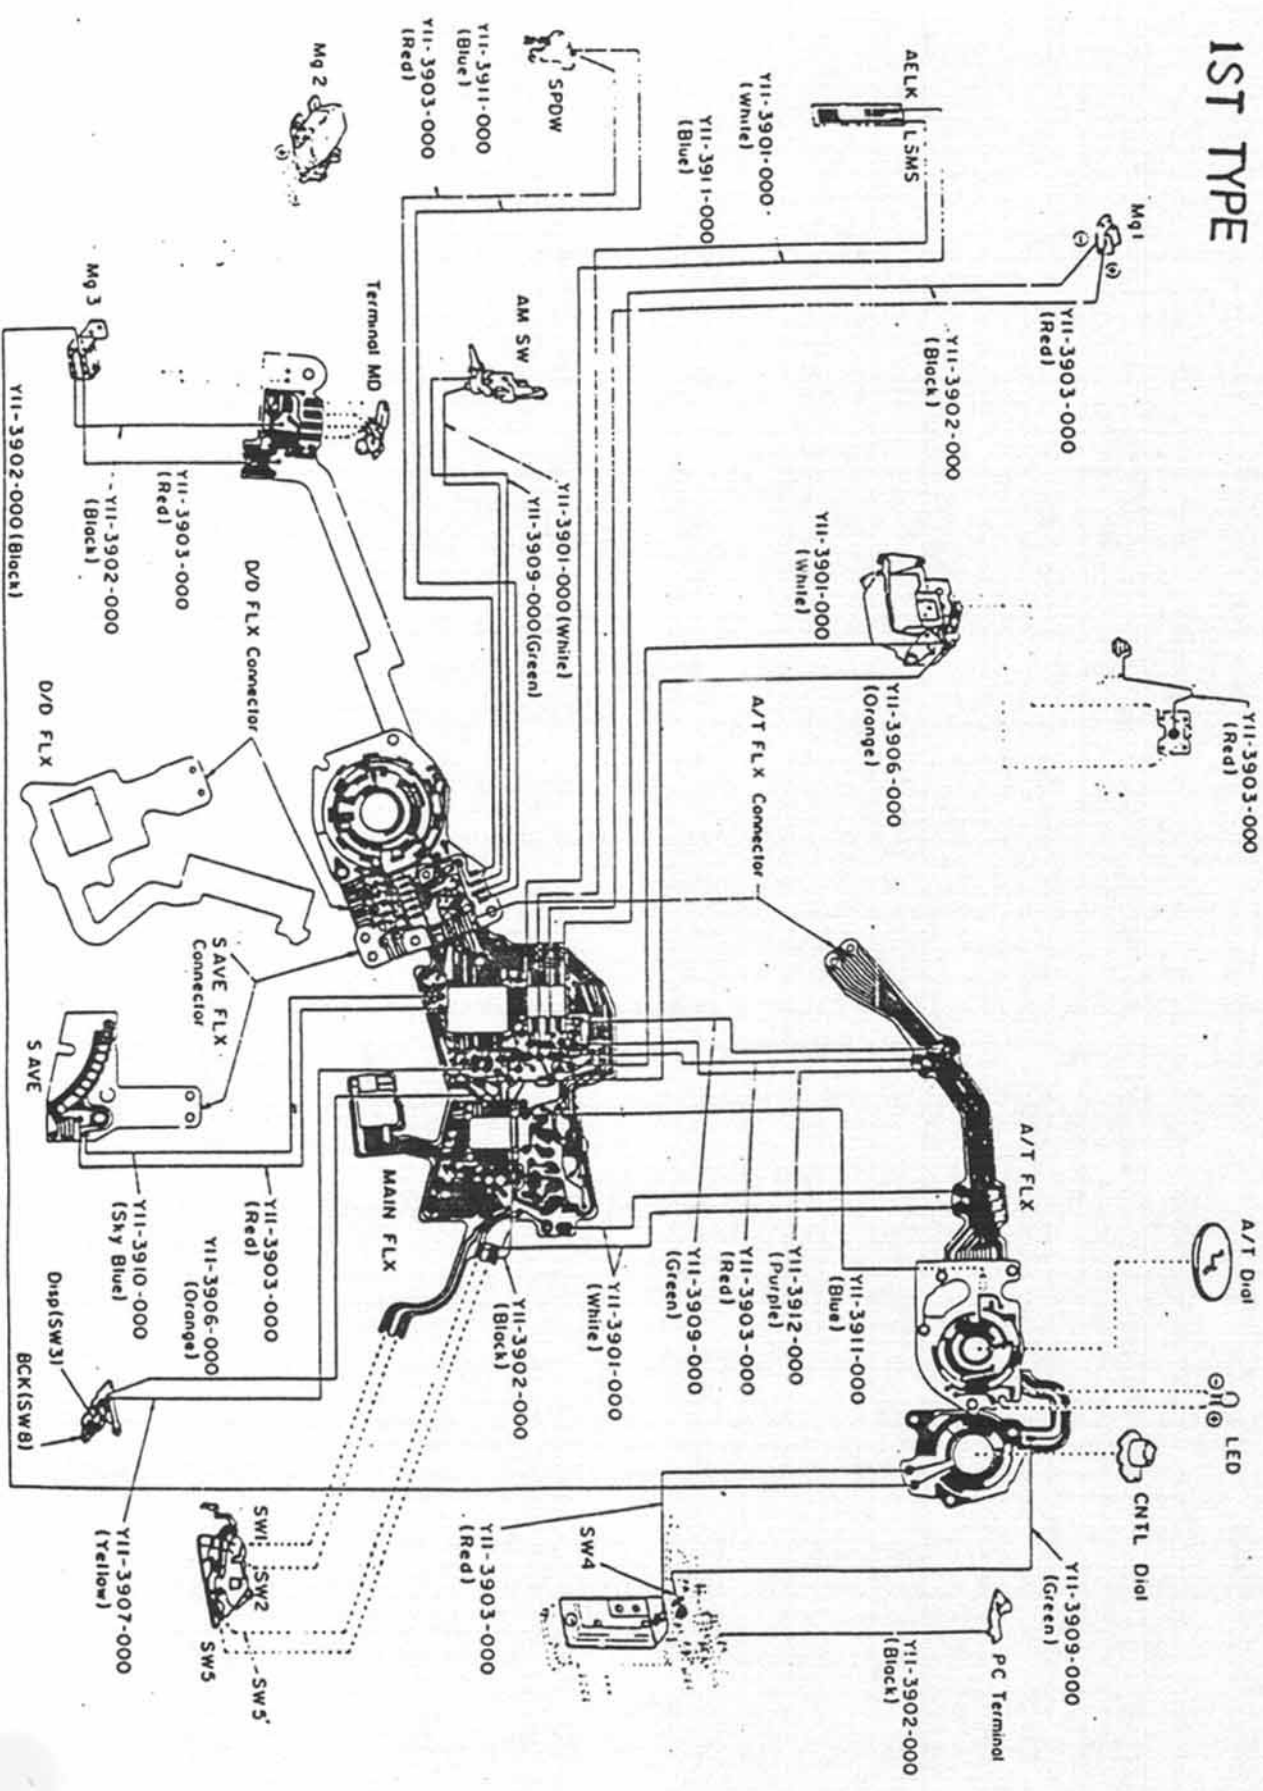 1ST TYPE
Mg1
(-)
(+)
Y11-3903-000
(Red)
Y11-3902-000
(Black)
AELK
LSMS
Y11-3901-000
(White)
Y11-3911-000
(Blue)
SPDW
Y11-3911-000
(Blue)
Y11-3903-000
(Red)
Mg 2
Y11-3903-000
(Red)
Y11-3901-000
(White)
Y11-3906-000
(Orange)
AM SW
Y11-3901-000(White)
Y11-3909-000(Green)
Terminal MD
Mg 3
Y11-3903-000
(Red)
Y11-3902-000
(Black)
Y11-3902-000(Black)
A/T FLX Connector
D/D FLX Connector
D/D FLX
SAVE FLX
Connector
SAVE
A/T FLX
A/T Dial
LED
CNTL Dial
MAIN FLX
Y11-3911-000
(Blue)
Y11-3912-000
(Purple)
Y11-3903-000
(Red)
Y11-3909-000
(Green)
Y11-3901-000
(White)
Y11-3902-000
(Black)
Y11-3903-000
(Red)
Y11-3906-000
(Orange)
Y11-3910-000
(Sky Blue)
Disp(SW3)
BCK(SW8)
Y11-3907-000
(Yellow)
SW1
SW2
SW5
SW5'
Y11-3903-000
(Red)
SW4
Y11-3909-000
(Green)
PC Terminal
Y11-3902-000
(Black)